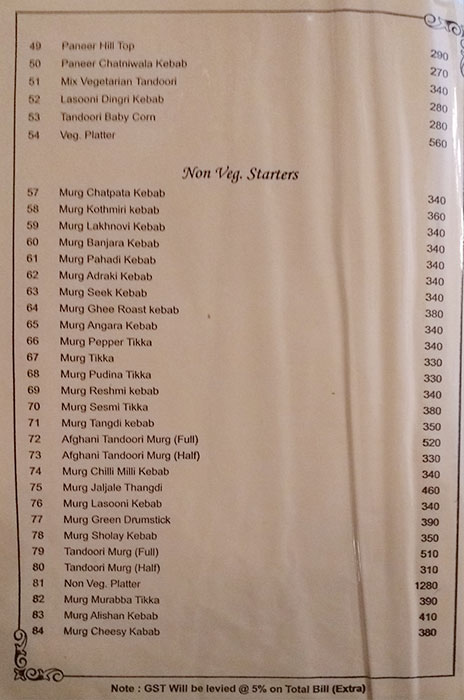 49 Paneer Hill Top 290
50 Paneer Chatniwala Kebab 270
51 Mix Vegetarian Tandoori 340
52 Lasooni Dingri Kebab 280
53 Tandoori Baby Corn 280
54 Veg. Platter 560
Non Veg. Starters
57 Murg Chatpata Kebab 340
58 Murg Kothmiri kebab 360
59 Murg Lakhnovi Kebab 340
60 Murg Banjara Kebab 340
61 Murg Pahadi Kebab 340
62 Murg Adraki Kebab 340
63 Murg Seek Kebab 340
64 Murg Ghee Roast kebab 380
65 Murg Angara Kebab 340
66 Murg Pepper Tikka 340
67 Murg Tikka 330
68 Murg Pudina Tikka 330
69 Murg Reshmi kebab 340
70 Murg Sesmi Tikka 380
71 Murg Tangdi kebab 350
72 Afghani Tandoori Murg (Full) 520
73 Afghani Tandoori Murg (Half) 330
74 Murg Chilli Milli Kebab 340
75 Murg Jaljale Thangdi 460
76 Murg Lasooni Kebab 340
77 Murg Green Drumstick 390
78 Murg Sholay Kebab 350
79 Tandoori Murg (Full) 510
80 Tandoori Murg (Half) 310
81 Non Veg. Platter 1280
82 Murg Murabba Tikka 390
83 Murg Alishan Kebab 410
84 Murg Cheesy Kabab 380
Note : GST Will be levied @ 5% on Total Bill (Extra)